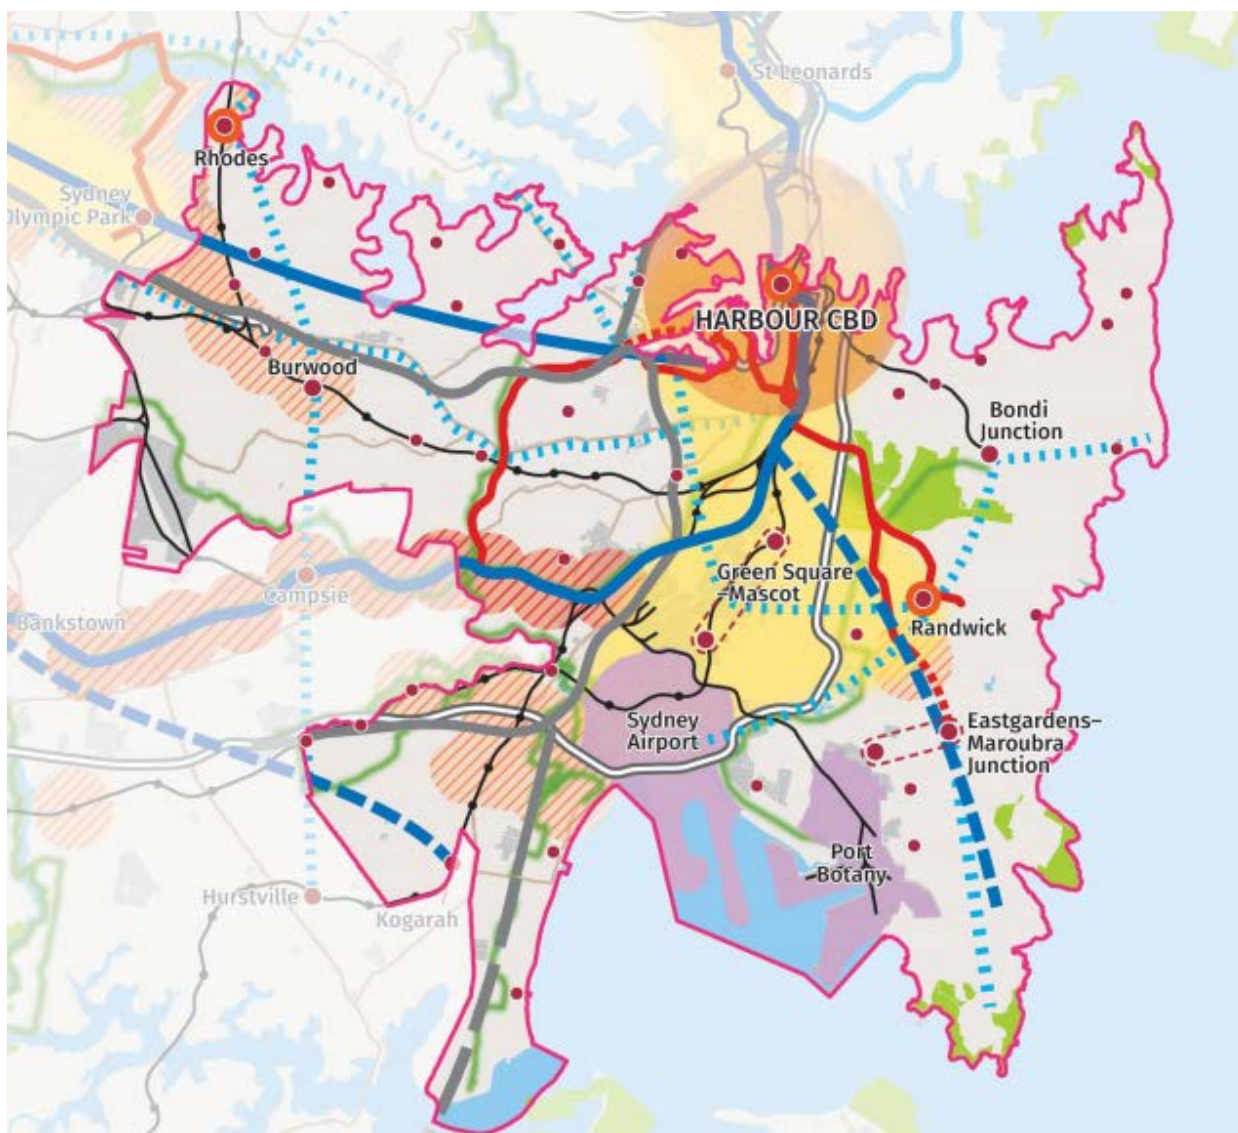 St Leonards
Rhodes
Sydney
Olympic Park
HARBOUR CBD
Burwood
Bondi
Junction
Green Square
–Mascot
Campsie
Bankstown
Randwick
Sydney
Airport
Eastgardens–
Maroubra
Junction
Port
Botany
Hurstville
Kogarah